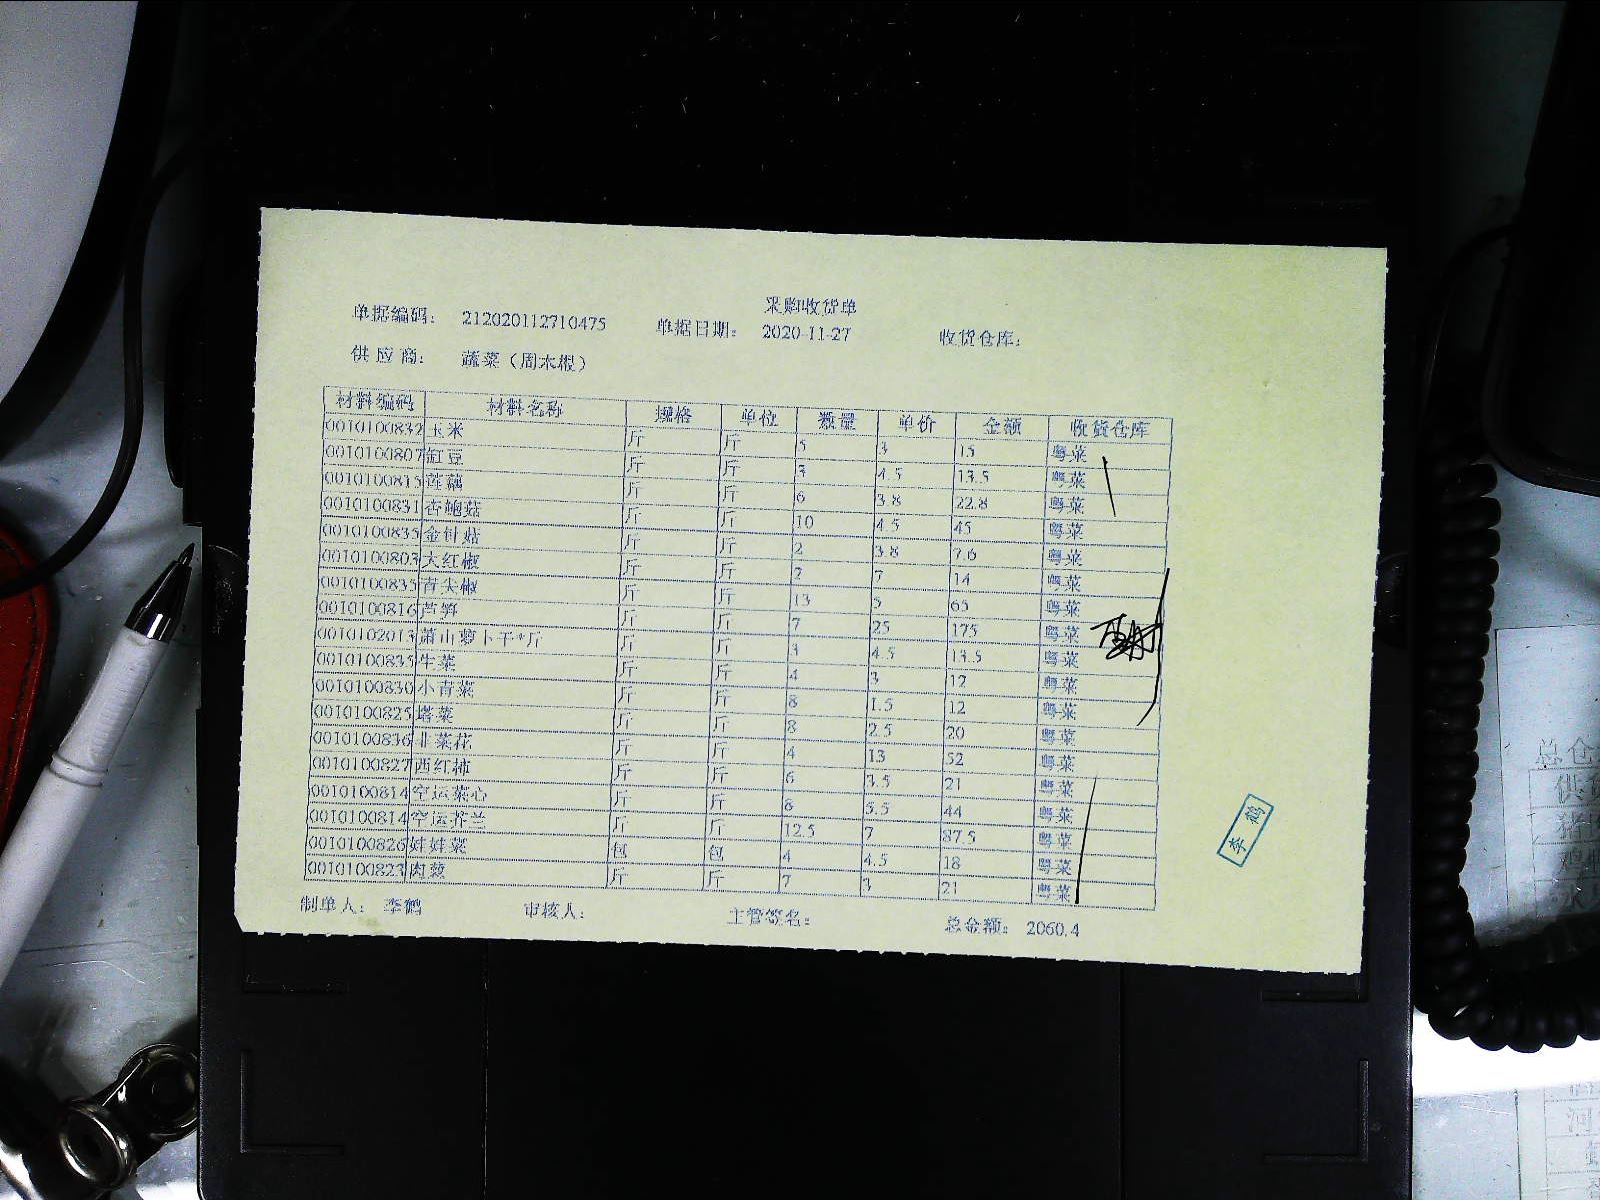 采购收货单
单据编码: 212020112710475 单据日期: 2020-11-27 收货仓库:
供应商: 蔬菜（周木根）
材料编码 材料名称 规格 单位 数量 单价 金额 收货仓库
0010100832 玉米 斤 斤 5 3 15 粤菜
0010100807 缸豆 斤 斤 3 4.5 13.5 粤菜
0010100815 莲藕 斤 斤 6 3.8 22.8 粤菜
0010100831 杏鲍菇 斤 斤 10 4.5 45 粤菜
0010100835 金针菇 斤 斤 2 3.8 7.6 粤菜
0010100803 大红椒 斤 斤 2 7 14 粤菜
0010100835 青尖椒 斤 斤 13 5 65 粤菜
0010100816 芦笋 斤 斤 7 25 175 粤菜
0010102013 萧山萝卜干*斤 斤 斤 3 4.5 13.5 粤菜
0010100835 牛菜 斤 斤 4 3 12 粤菜
0010100830 小青菜 斤 斤 8 1.5 12 粤菜
0010100825 塔菜 斤 斤 8 2.5 20 粤菜
0010100836 韭菜花 斤 斤 4 13 52 粤菜
0010100827 西红柿 斤 斤 6 3.5 21 粤菜
0010100814 空运菜心 斤 斤 8 5.5 44 粤菜
0010100814 空运芥兰 斤 斤 12.5 7 87.5 粤菜
0010100826 娃娃菜 包 包 4 4.5 18 粤菜
0010100823 肉葱 斤 斤 7 3 21 粤菜
制单人: 李鹤 审核人: 主管签名: 总金额: 2060.4
李鹤
总仓